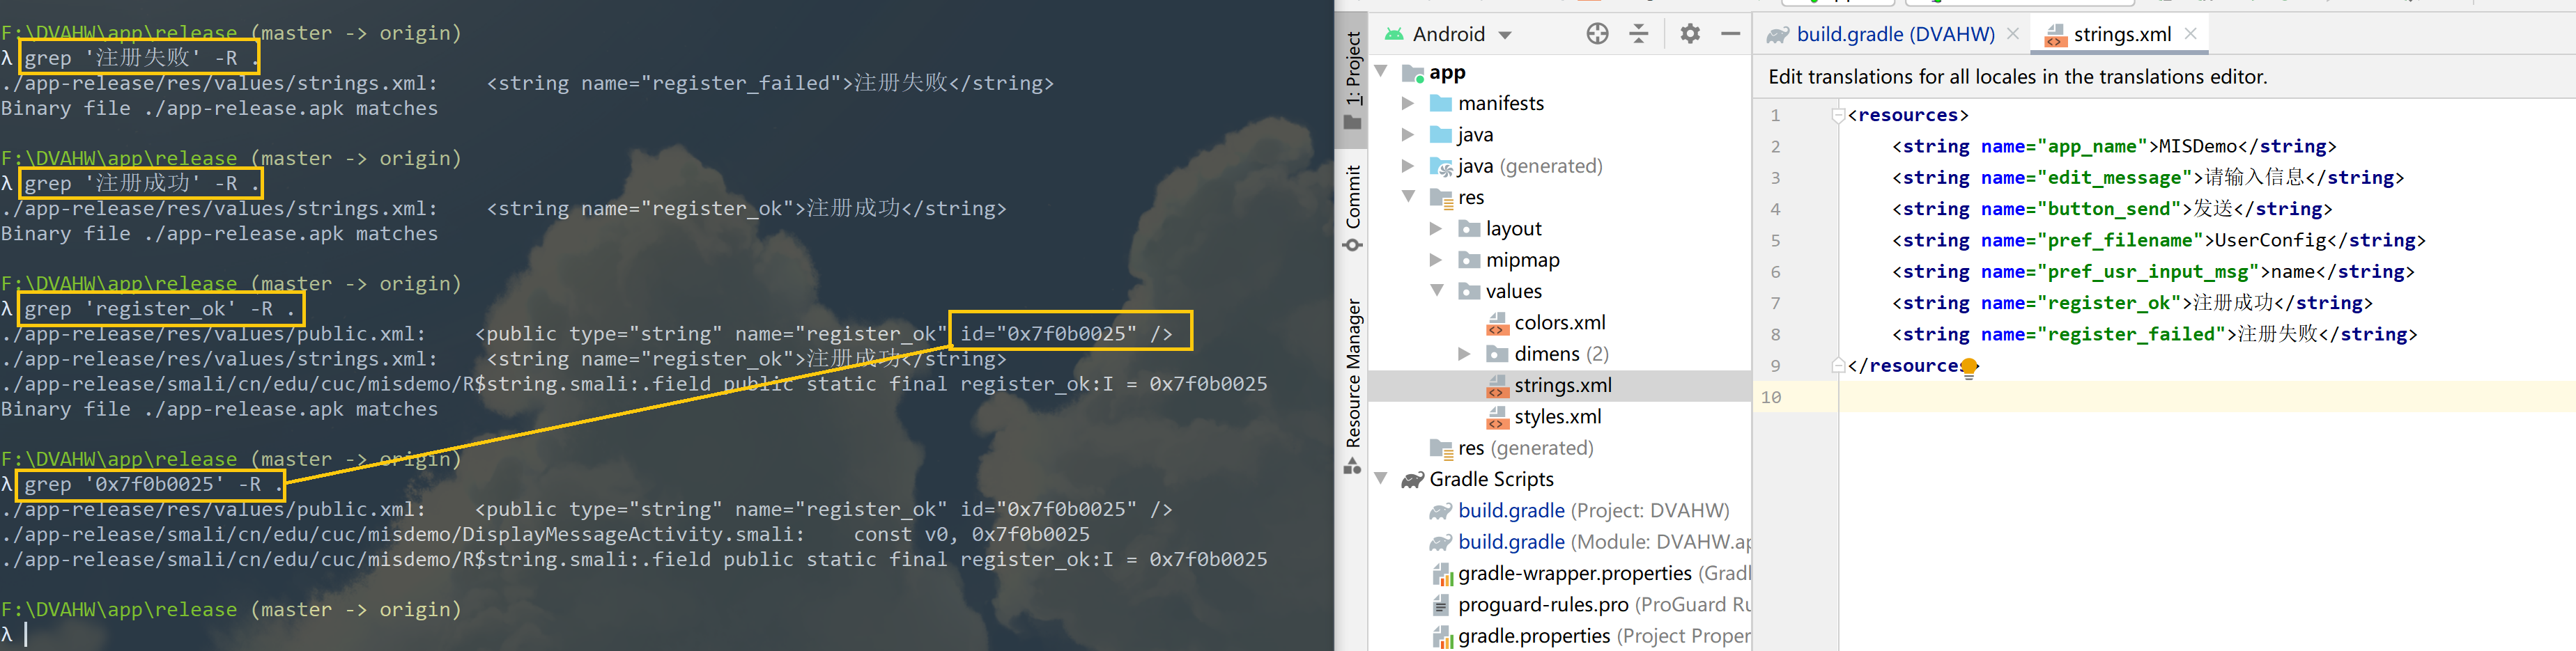 F:\DVAHW\app\release (master -> origin)
λ grep '注册失败' -R .
./app-release/res/values/strings.xml:    <string name="register_failed">注册失败</string>
Binary file ./app-release.apk matches
F:\DVAHW\app\release (master -> origin)
λ grep '注册成功' -R .
./app-release/res/values/strings.xml:    <string name="register_ok">注册成功</string>
Binary file ./app-release.apk matches
F:\DVAHW\app\release (master -> origin)
λ grep 'register_ok' -R .
./app-release/res/values/public.xml:    <public type="string" name="register_ok" id="0x7f0b0025" />
./app-release/res/values/strings.xml:    <string name="register_ok">注册成功</string>
./app-release/smali/cn/edu/cuc/misdemo/R$string.smali:.field public static final register_ok:I = 0x7f0b0025
Binary file ./app-release.apk matches
F:\DVAHW\app\release (master -> origin)
λ grep '0x7f0b0025' -R .
./app-release/res/values/public.xml:    <public type="string" name="register_ok" id="0x7f0b0025" />
./app-release/smali/cn/edu/cuc/misdemo/DisplayMessageActivity.smali:    const v0, 0x7f0b0025
./app-release/smali/cn/edu/cuc/misdemo/R$string.smali:.field public static final register_ok:I = 0x7f0b0025
F:\DVAHW\app\release (master -> origin)
λ
1: Project
Commit
Resource Manager
Android
app
manifests
java
java (generated)
res
layout
mipmap
values
colors.xml
dimens (2)
strings.xml
styles.xml
res (generated)
Gradle Scripts
build.gradle (Project: DVAHW)
build.gradle (Module: DVAHW.ap
gradle-wrapper.properties (Gradl
proguard-rules.pro (ProGuard Ru
gradle.properties (Project Proper
build.gradle (DVAHW)
strings.xml
Edit translations for all locales in the translations editor.
1 <resources>
2 <string name="app_name">MISDemo</string>
3 <string name="edit_message">请输入信息</string>
4 <string name="button_send">发送</string>
5 <string name="pref_filename">UserConfig</string>
6 <string name="pref_usr_input_msg">name</string>
7 <string name="register_ok">注册成功</string>
8 <string name="register_failed">注册失败</string>
9 </resources>
10